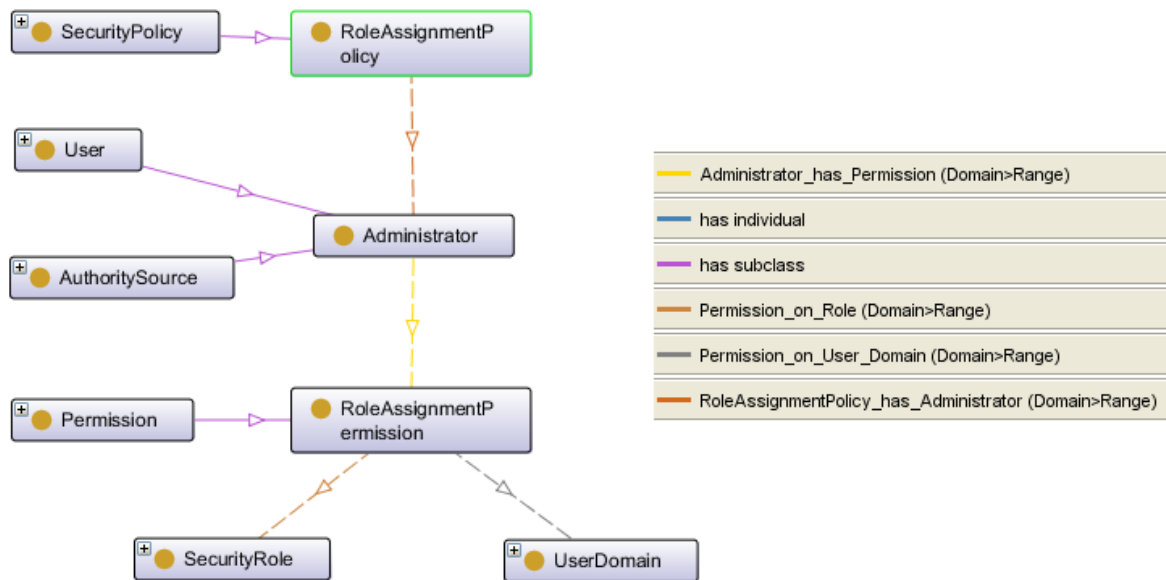 SecurityPolicy
RoleAssignmentP
olicy
User
Administrator
AuthoritySource
Permission
RoleAssignmentP
ermission
SecurityRole
UserDomain
Administrator_has_Permission (Domain>Range)
has individual
has subclass
Permission_on_Role (Domain>Range)
Permission_on_User_Domain (Domain>Range)
RoleAssignmentPolicy_has_Administrator (Domain>Range)